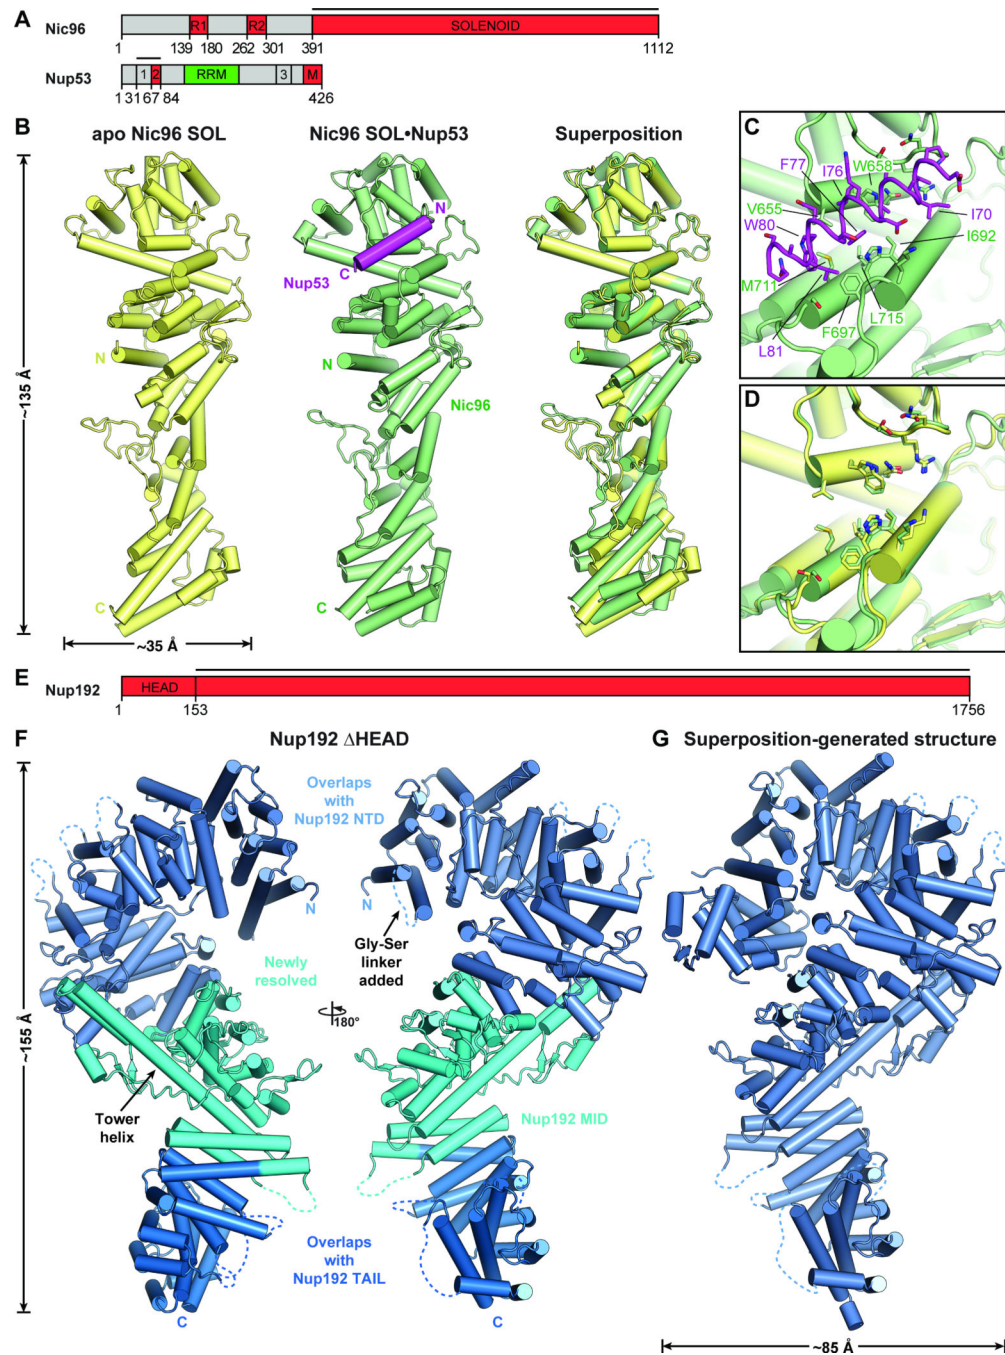 A
Nic96
R1
R2
SOLENOID
1
139
180
262
301
391
1112
Nup53
1
2
RRM
3
M
1
31
67
84
426
B
apo Nic96 SOL
Nic96 SOL•Nup53
Superposition
N
Nup53
C
N
N
Nic96
C
C
~135 Å
~35 Å
C
F77
I76
W658
V655
W80
I70
I692
M711
L715
F697
L81
D
E
Nup192
HEAD
1
153
1756
F
Nup192 ΔHEAD
G
Superposition-generated structure
Overlaps
with
Nup192 NTD
N
N
Gly-Ser
linker
added
Newly
resolved
180°
~155 Å
Tower
helix
Nup192 MID
Overlaps
with
Nup192 TAIL
C
C
~85 Å